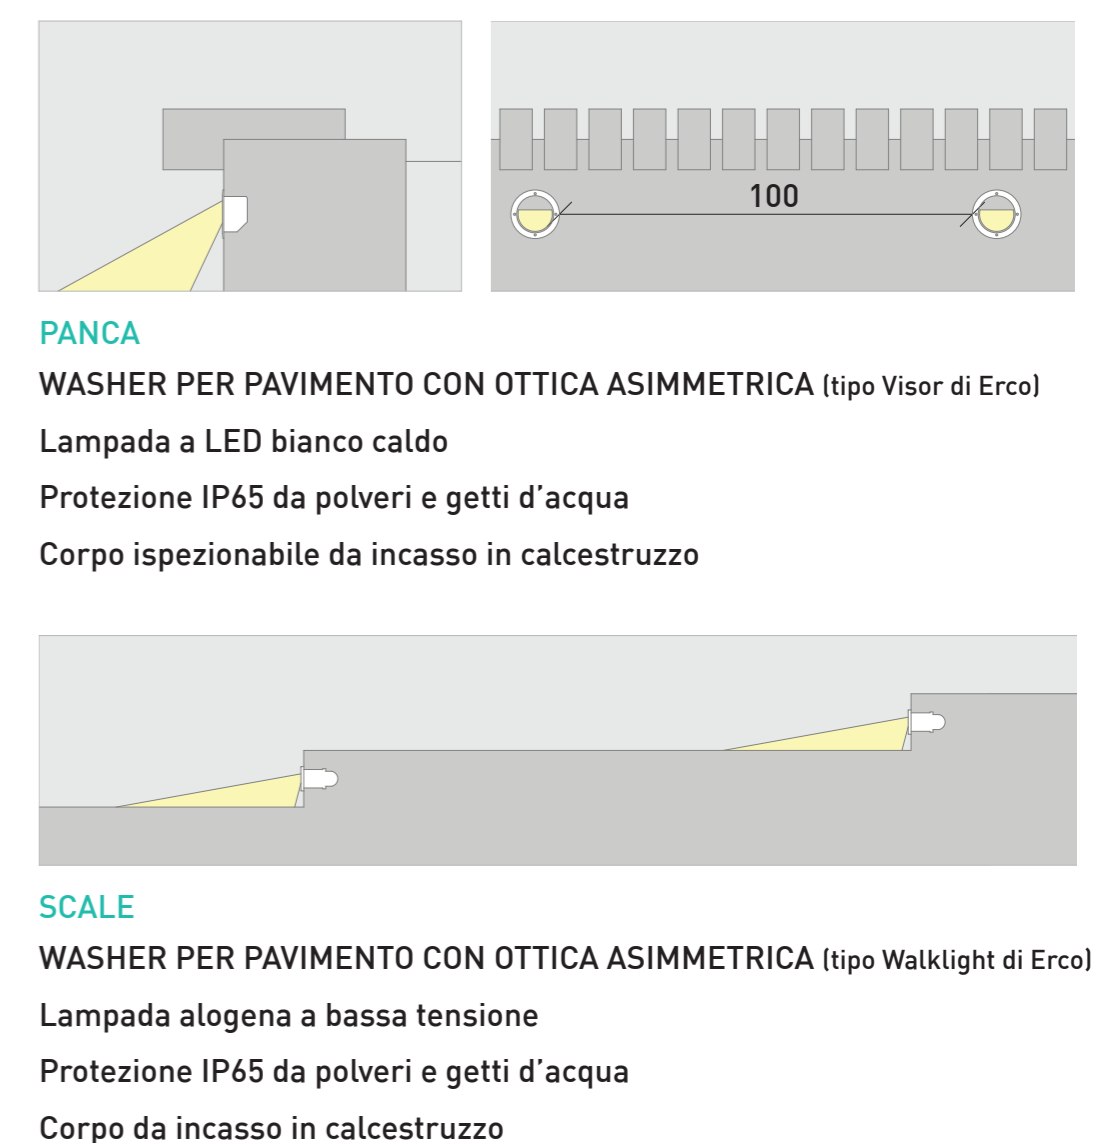 100
PANCA
WASHER PER PAVIMENTO CON OTTICA ASIMMETRICA (tipo Visor di Erco)
Lampada a LED bianco caldo
Protezione IP65 da polveri e getti d’acqua
Corpo ispezionabile da incasso in calcestruzzo
SCALE
WASHER PER PAVIMENTO CON OTTICA ASIMMETRICA (tipo Walklight di Erco)
Lampada alogena a bassa tensione
Protezione IP65 da polveri e getti d’acqua
Corpo da incasso in calcestruzzo